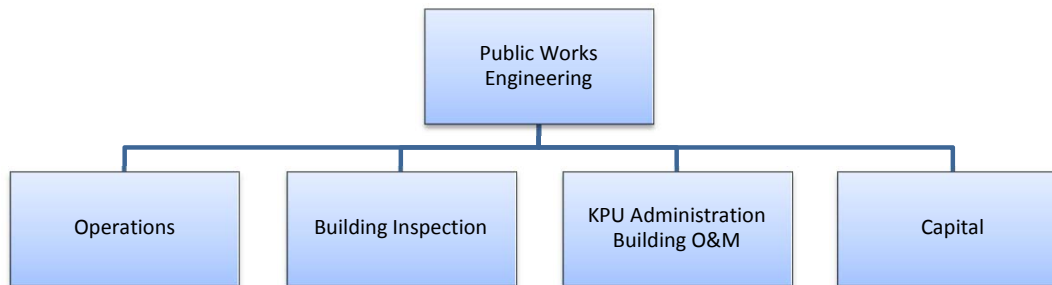 Public Works
Engineering
Operations
Building Inspection
KPU Administration
Building O&M
Capital